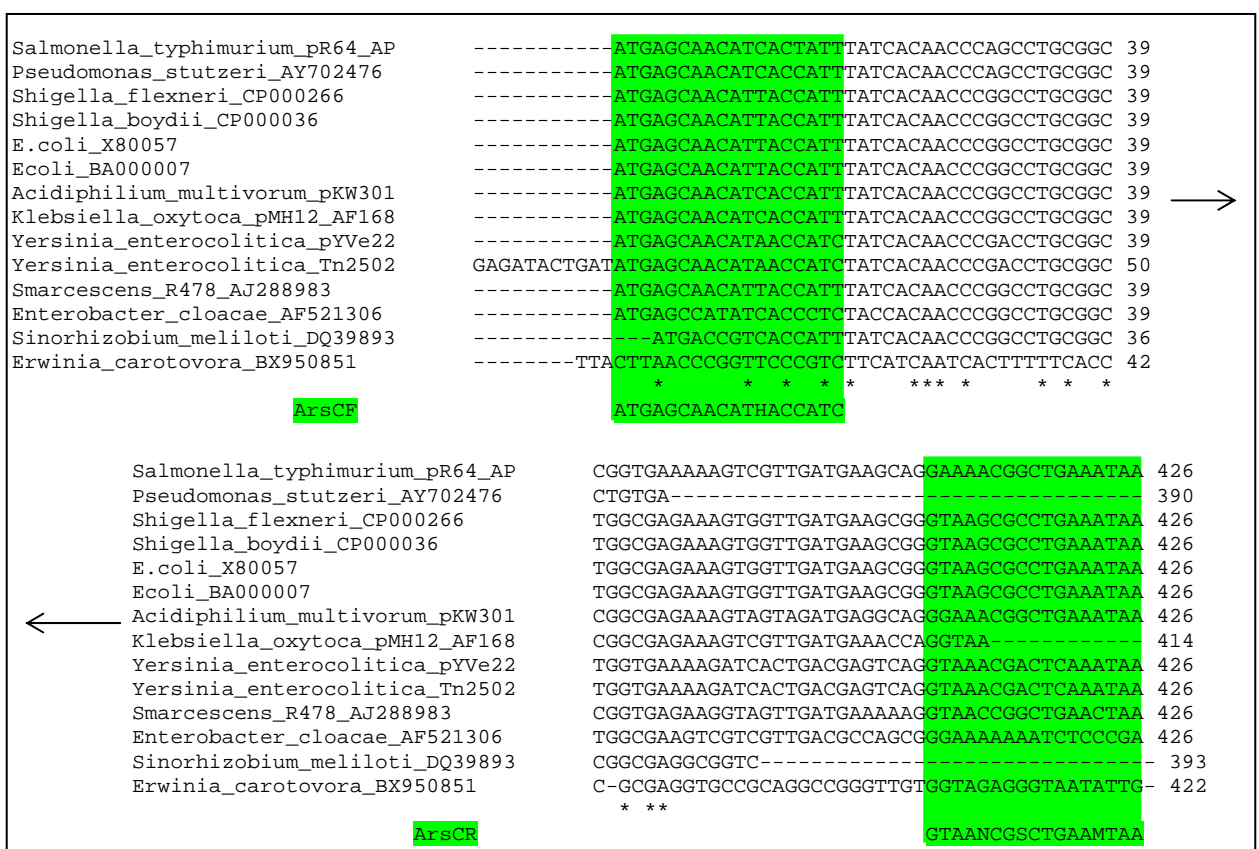 Salmonella_typhimurium_pR64_AP -----------ATGAGCAACATCACTATTTATCACAACCCAGCCTGCGGC 39
Pseudomonas_stutzeri_AY702476 -----------ATGAGCAACATCACCATTTATCACAACCCAGCCTGCGGC 39
Shigella_flexneri_CP000266 -----------ATGAGCAACATTACCATTTATCACAACCCGGCCTGCGGC 39
Shigella_boydii_CP000036 -----------ATGAGCAACATTACCATTTATCACAACCCGGCCTGCGGC 39
E.coli_X80057 -----------ATGAGCAACATTACCATTTATCACAACCCGGCCTGCGGC 39
Ecoli_BA000007 -----------ATGAGCAACATTACCATTTATCACAACCCGGCCTGCGGC 39
Acidiphilium_multivorum_pKW301 -----------ATGAGCAACATCACCATTTATCACAACCCGGCCTGCGGC 39
Klebsiella_oxytoca_pMH12_AF168 -----------ATGAGCAACATCACCATTTATCACAACCCGGCCTGCGGC 39
Yersinia_enterocolitica_pYVe22 -----------ATGAGCAACATAACCATCTATCACAACCCGACCTGCGGC 39
Yersinia_enterocolitica_Tn2502 GAGATACTGATATGAGCAACATAACCATCTATCACAACCCGACCTGCGGC 50
Smarcescens_R478_AJ288983 -----------ATGAGCAACATTACCATTTATCACAACCCGGCCTGCGGC 39
Enterobacter_cloacae_AF521306 -----------ATGAGCCATATCACCCTCTACCACAACCCGGCCTGCGGC 39
Sinorhizobium_meliloti_DQ39893 --------------ATGACCGTCACCATTTATCACAACCCGGCCTGCGGC 36
Erwinia_carotovora_BX950851 --------TTACTTAACCCGGTTCCCGTCTTCATCAATCACTTTTTCACC 42
* * * * * *** * * * *
ArsCF ATGAGCAACATHACCATC
Salmonella_typhimurium_pR64_AP CGGTGAAAAAGTCGTTGATGAAGCAGGAAAACGGCTGAAATAA 426
Pseudomonas_stutzeri_AY702476 CTGTGA------------------------------------- 390
Shigella_flexneri_CP000266 TGGCGAGAAAGTGGTTGATGAAGCGGGTAAGCGCCTGAAATAA 426
Shigella_boydii_CP000036 TGGCGAGAAAGTGGTTGATGAAGCGGGTAAGCGCCTGAAATAA 426
E.coli_X80057 TGGCGAGAAAGTGGTTGATGAAGCGGGTAAGCGCCTGAAATAA 426
Ecoli_BA000007 TGGCGAGAAAGTGGTTGATGAAGCGGGTAAGCGCCTGAAATAA 426
Acidiphilium_multivorum_pKW301 CGGCGAGAAAGTAGTAGATGAGGCAGGGAAACGGCTGAAATAA 426
Klebsiella_oxytoca_pMH12_AF168 CGGCGAGAAAGTCGTTGATGAAACCAGGTAA------------ 414
Yersinia_enterocolitica_pYVe22 TGGTGAAAAGATCACTGACGAGTCAGGTAAACGACTCAAATAA 426
Yersinia_enterocolitica_Tn2502 TGGTGAAAAGATCACTGACGAGTCAGGTAAACGACTCAAATAA 426
Smarcescens_R478_AJ288983 CGGTGAGAAGGTAGTTGATGAAAAAGGTAACCGGCTGAACTAA 426
Enterobacter_cloacae_AF521306 TGGCGAAGTCGTCGTTGACGCCAGCGGGAAAAAAATCTCCCGA 426
Sinorhizobium_meliloti_DQ39893 CGGCGAGGCGGTC------------------------------ 393
Erwinia_carotovora_BX950851 C-GCGAGGTGCCGCAGGCCGGGTTGTGGTAGAGGGTAATATTG- 422
* **
ArsCR GTAANCGSCTGAAMTAA